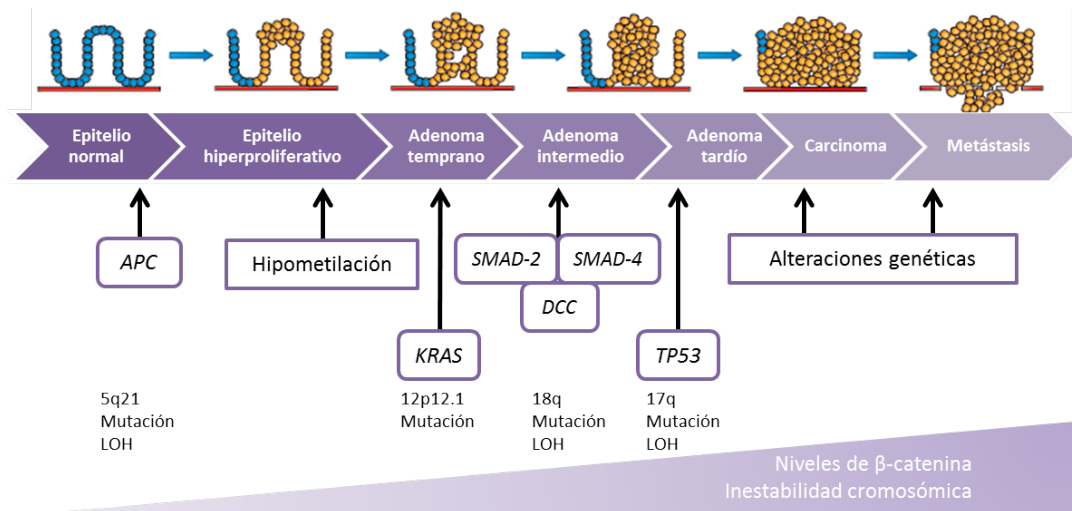 Epitelio
normal
Epitelio
hiperproliferativo
Adenoma
temprano
Adenoma
intermedio
Adenoma
tardío
Carcinoma
Metástasis
APC
Hipometilación
SMAD-2
SMAD-4
DCC
Alteraciones genéticas
KRAS
TP53
5q21
Mutación
LOH
12p12.1
Mutación
18q
Mutación
LOH
17q
Mutación
LOH
Niveles de β-catenina
Inestabilidad cromosómica